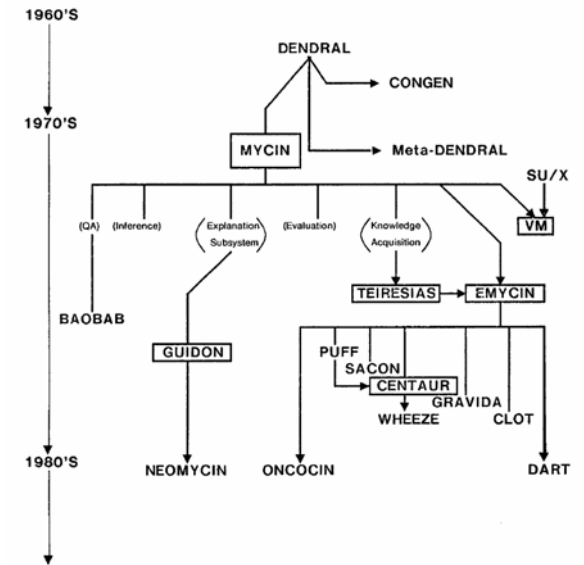 1960'S
DENDRAL
CONGEN
1970'S
MYCIN
Meta-DENDRAL
SU/X
(QA)
(Inference)
(Explanation
Subsystem)
(Evaluation)
(Knowledge
Acquisition)
VM
TEIRESIAS
EMYCIN
BAOBAB
GUIDON
PUFF
SACON
CENTAUR
GRAVIDA
WHEEZE
CLOT
1980'S
NEOMYCIN
ONCOCIN
DART